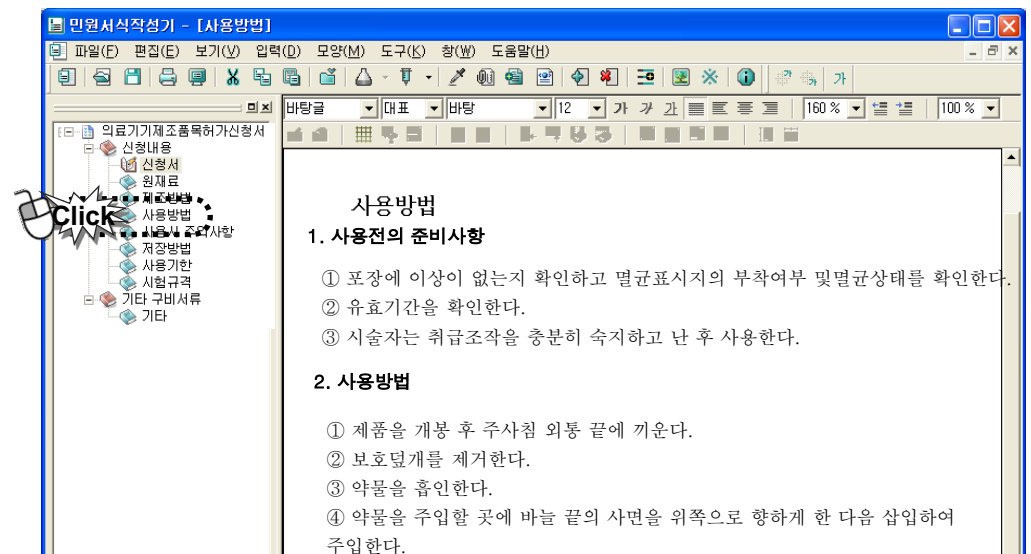 민원서식작성기 - [사용방법]
파일(F) 편집(E) 보기(V) 입력(D) 모양(M) 도구(K) 창(W) 도움말(H)
가
바탕글 대표 바탕 12 가 가 가 160 % 100 %
의료기기제조품목허가신청서
신청내용
신청서
원재료
제조방법
사용방법
Click
사용시 주의사항
저장방법
사용기한
시험규격
기타 구비서류
기타
사용방법
1. 사용전의 준비사항
① 포장에 이상이 없는지 확인하고 멸균표시지의 부착여부 및멸균상태를 확인한다.
② 유효기간을 확인한다.
③ 시술자는 취급조작을 충분히 숙지하고 난 후 사용한다.
2. 사용방법
① 제품을 개봉 후 주사침 외통 끝에 끼운다.
② 보호덮개를 제거한다.
③ 약물을 흡인한다.
④ 약물을 주입할 곳에 바늘 끝의 사면을 위쪽으로 향하게 한 다음 삽입하여
주입한다.